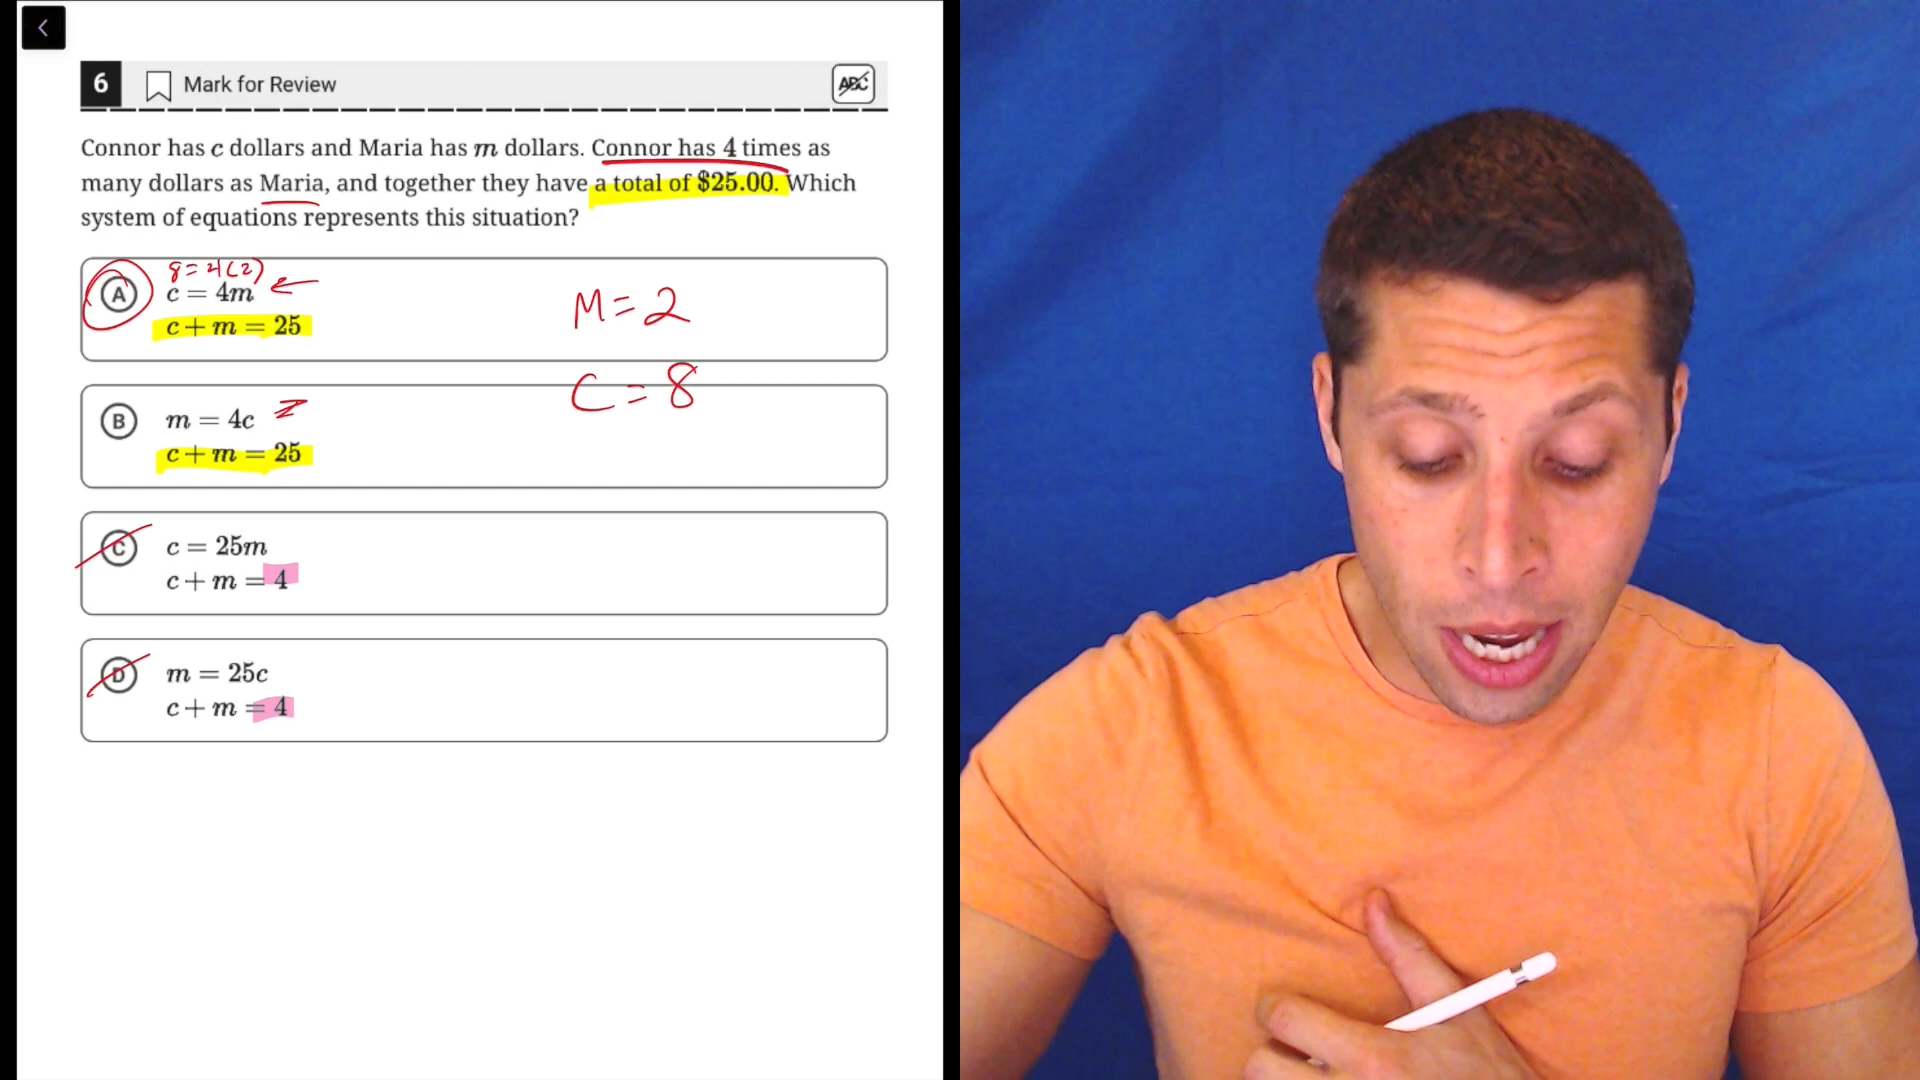 6 Mark for Review ABC
Connor has c dollars and Maria has m dollars. Connor has 4 times as
many dollars as Maria, and together they have a total of $25.00. Which
system of equations represents this situation?
8 = 4(2)
A c = 4m
c + m = 25
M = 2
C = 8
B m = 4c
c + m = 25
C c = 25m
c + m = 4
D m = 25c
c + m = 4